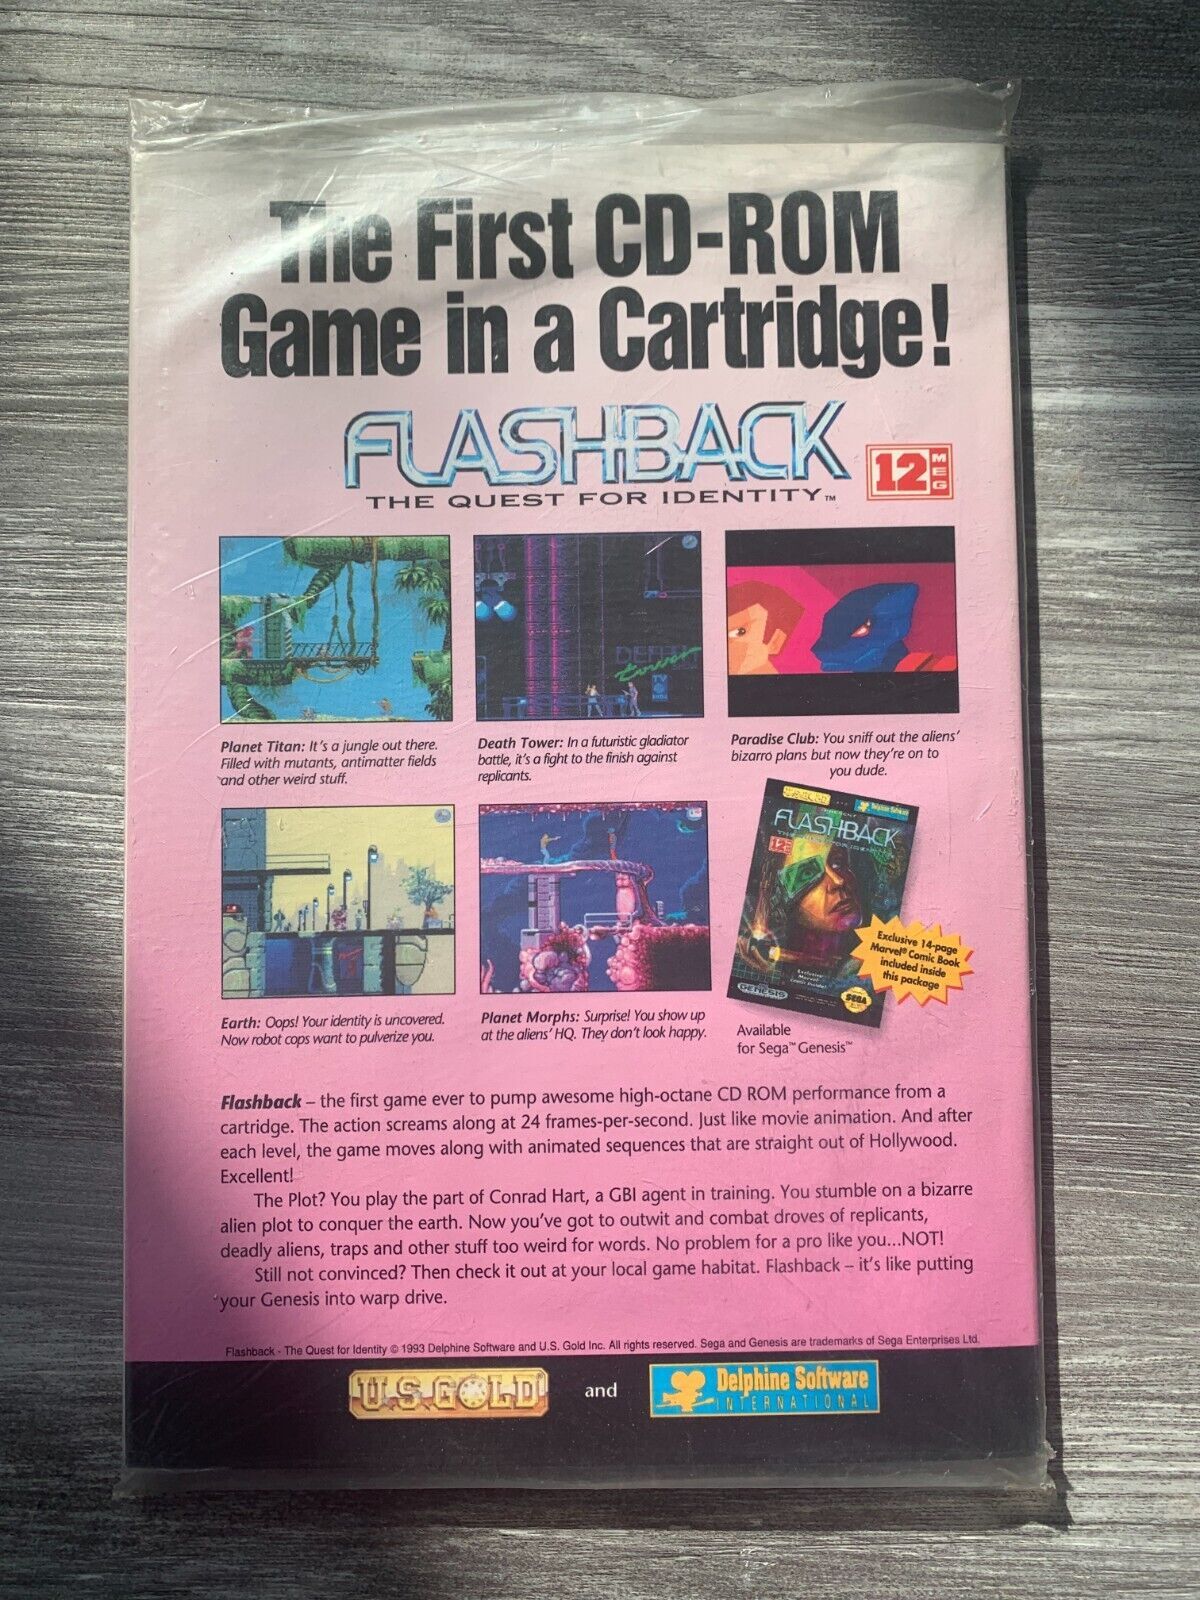 The First CD-ROM
Game in a Cartridge!
FLASHBACK
THE QUEST FOR IDENTITY™
12 MEG
Planet Titan: It's a jungle out there.
Filled with mutants, antimatter fields
and other weird stuff.
Death Tower: In a futuristic gladiator
battle, it's a fight to the finish against
replicants.
Paradise Club: You sniff out the aliens'
bizarro plans but now they're on to
you dude.
Earth: Oops! Your identity is uncovered.
Now robot cops want to pulverize you.
Planet Morphs: Surprise! You show up
at the aliens' HQ. They don't look happy.
FLASHBACK
Exclusive 14-page
Marvel® Comic Book
included inside
this package
GENESIS
SEGA
Available
for Sega™ Genesis™
Flashback – the first game ever to pump awesome high-octane CD ROM performance from a
cartridge. The action screams along at 24 frames-per-second. Just like movie animation. And after
each level, the game moves along with animated sequences that are straight out of Hollywood.
Excellent!
The Plot? You play the part of Conrad Hart, a GBI agent in training. You stumble on a bizarre
alien plot to conquer the earth. Now you've got to outwit and combat droves of replicants,
deadly aliens, traps and other stuff too weird for words. No problem for a pro like you...NOT!
Still not convinced? Then check it out at your local game habitat. Flashback – it's like putting
your Genesis into warp drive.
Flashback - The Quest for Identity © 1993 Delphine Software and U.S. Gold Inc. All rights reserved. Sega and Genesis are trademarks of Sega Enterprises Ltd.
U.S. GOLD® and Delphine Software
INTERNATIONAL